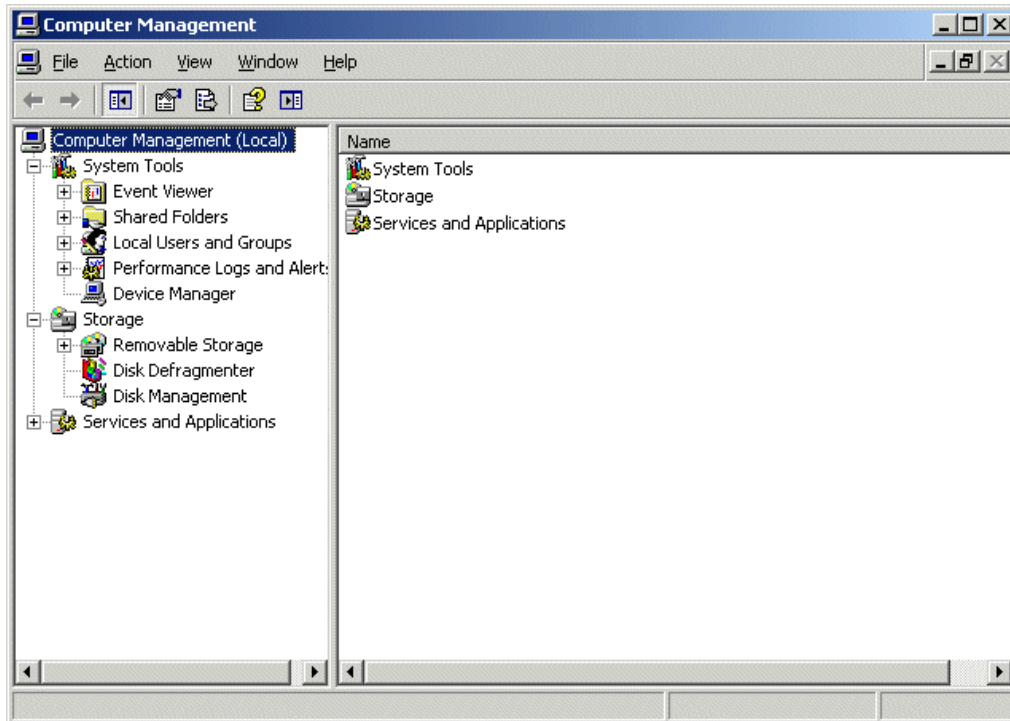 Computer Management
File Action View Window Help
Computer Management (Local)
System Tools
Event Viewer
Shared Folders
Local Users and Groups
Performance Logs and Alert
Device Manager
Storage
Removable Storage
Disk Defragmenter
Disk Management
Services and Applications
Name
System Tools
Storage
Services and Applications